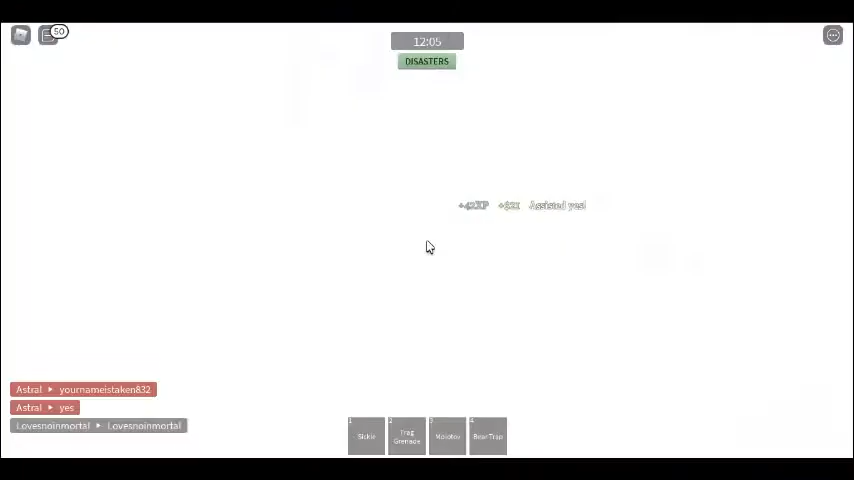 50
12:05
DISASTERS
+42XP +$21 Assisted yes!
Astral ▸ yournameistaken832
Astral ▸ yes
Lovesnoinmortal ▸ Lovesnoinmortal
1 2 3 4
Sickle Frag Grenade Molotov Bear Trap